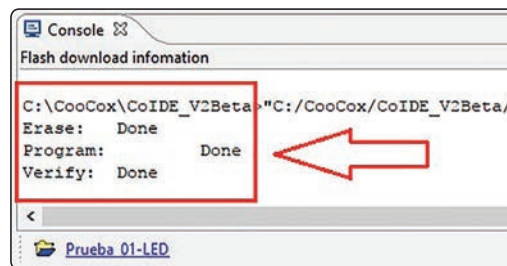 Console
Flash download infomation
C:\CooCox\CoIDE_V2Beta>"C:/CooCox/CoIDE_V2Beta/
Erase: Done
Program: Done
Verify: Done
Prueba 01-LED